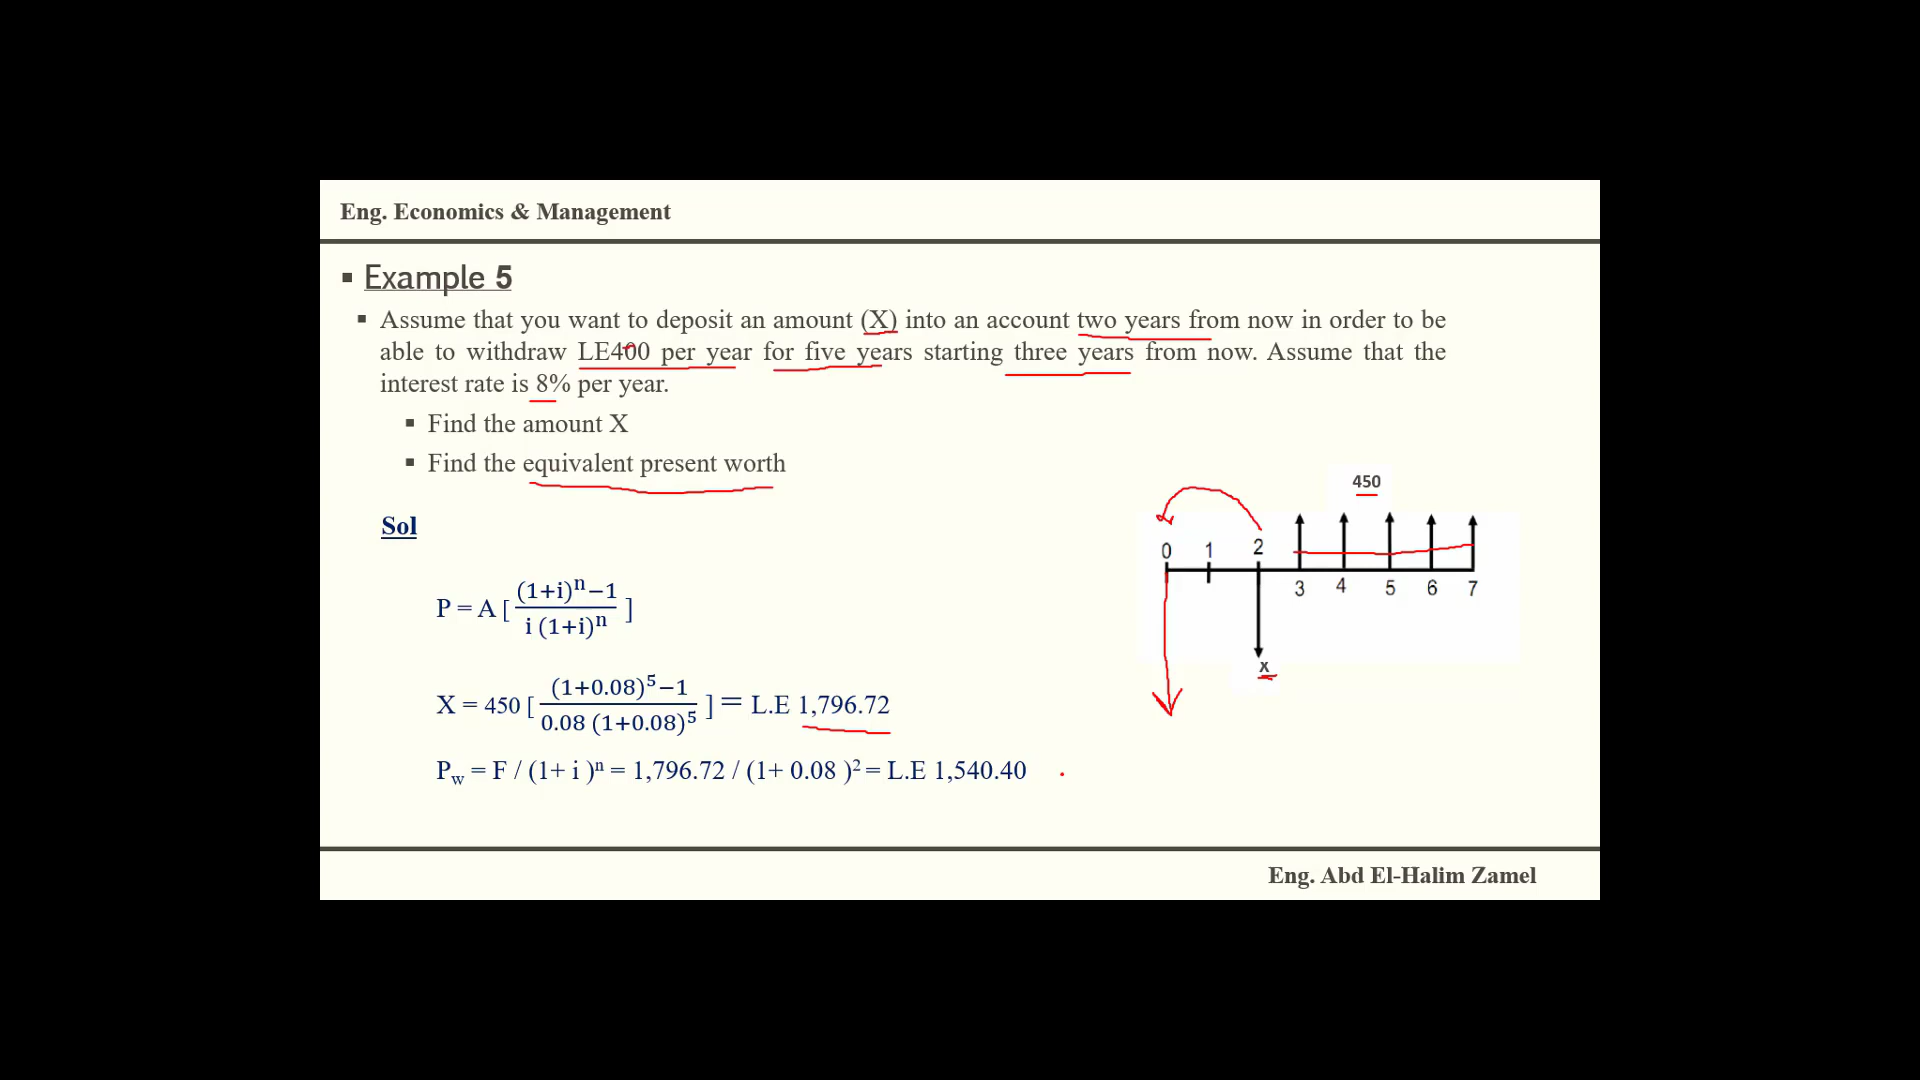 Eng. Economics & Management
▪ Example 5
▪ Assume that you want to deposit an amount (X) into an account two years from now in order to be
able to withdraw LE400 per year for five years starting three years from now. Assume that the
interest rate is 8% per year.
▪ Find the amount X
▪ Find the equivalent present worth
450
Sol
0 1 2
3 4 5 6 7
P = A [ (1+i)ⁿ−1 / i (1+i)ⁿ ]
x
X = 450 [ (1+0.08)⁵−1 / 0.08 (1+0.08)⁵ ] = L.E 1,796.72
Pw = F / (1+ i )ⁿ = 1,796.72 / (1+ 0.08 )² = L.E 1,540.40
Eng. Abd El-Halim Zamel